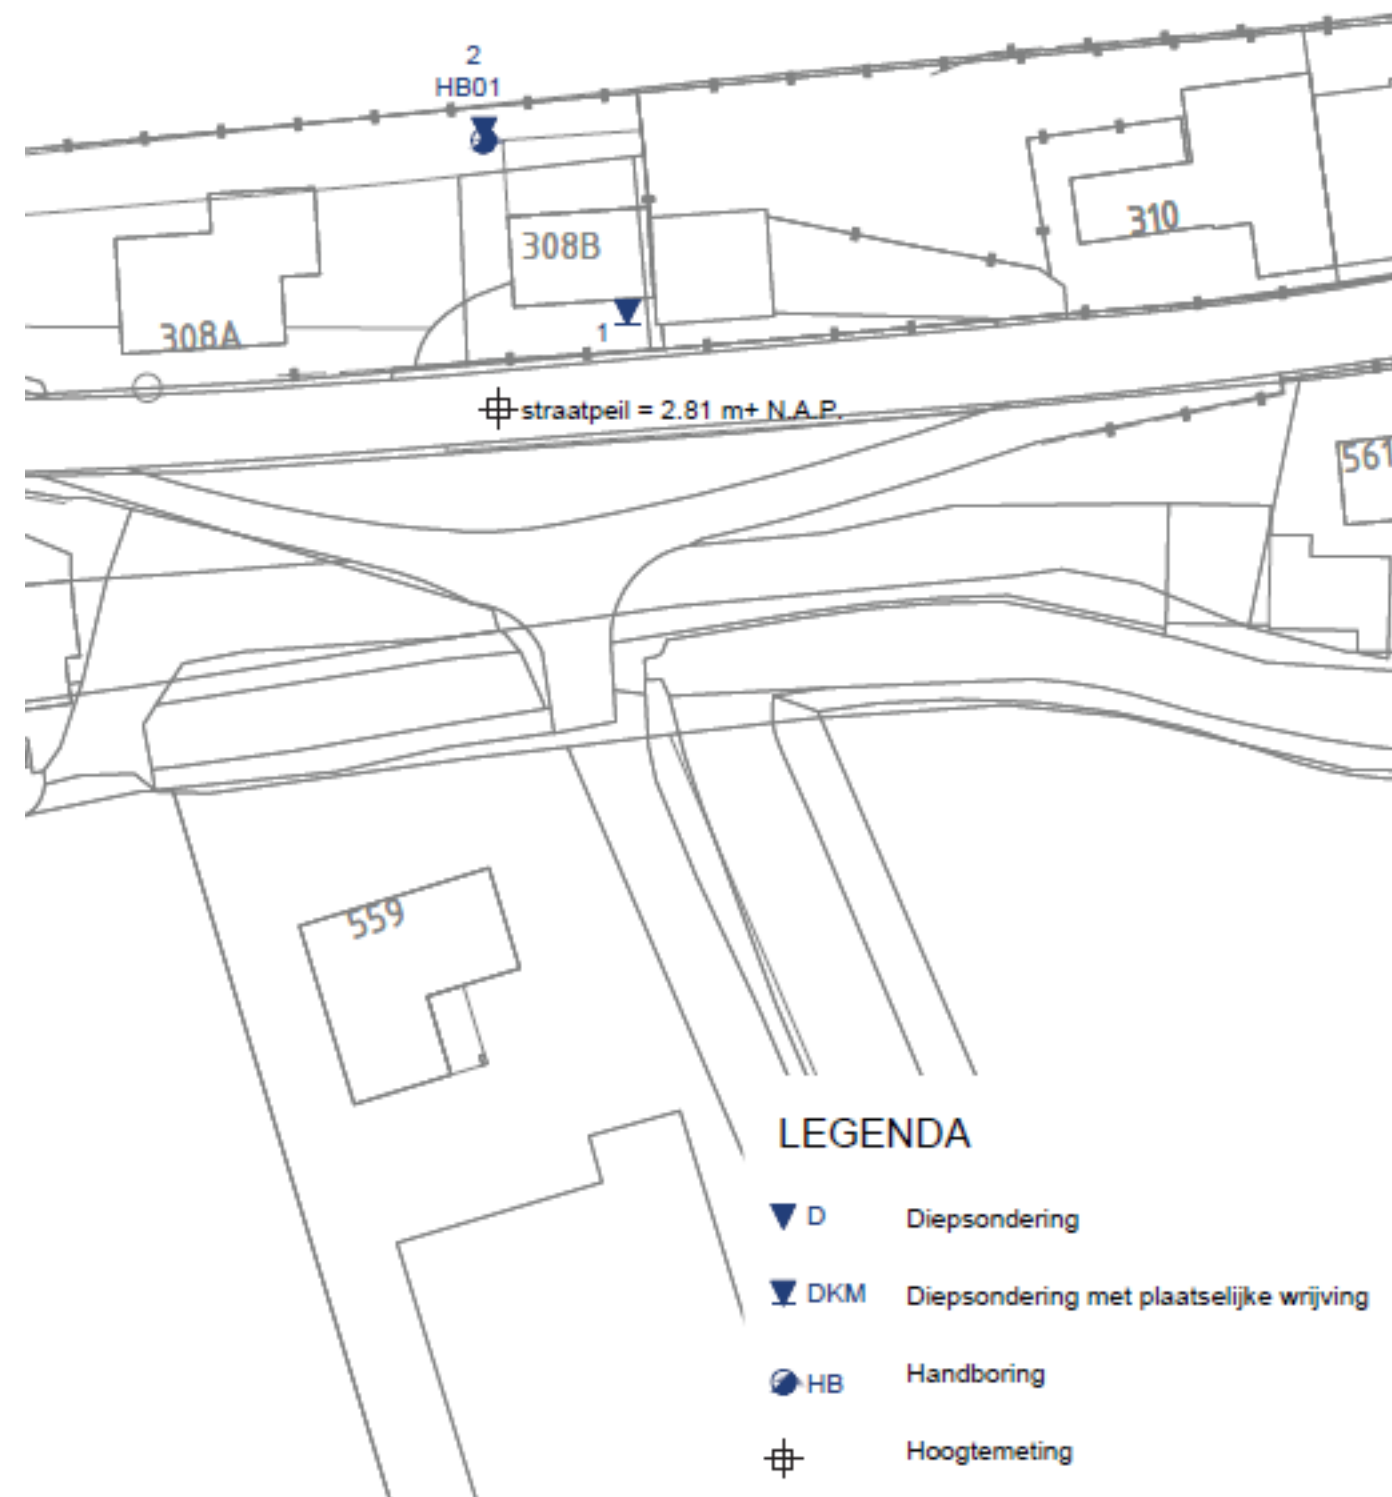 2
HB01
308B
310
308A
1
straatpeil = 2.81 m+ N.A.P.
561
559
LEGENDA
D Diepsondering
DKM Diepsondering met plaatselijke wrijving
HB Handboring
Hoogtemeting